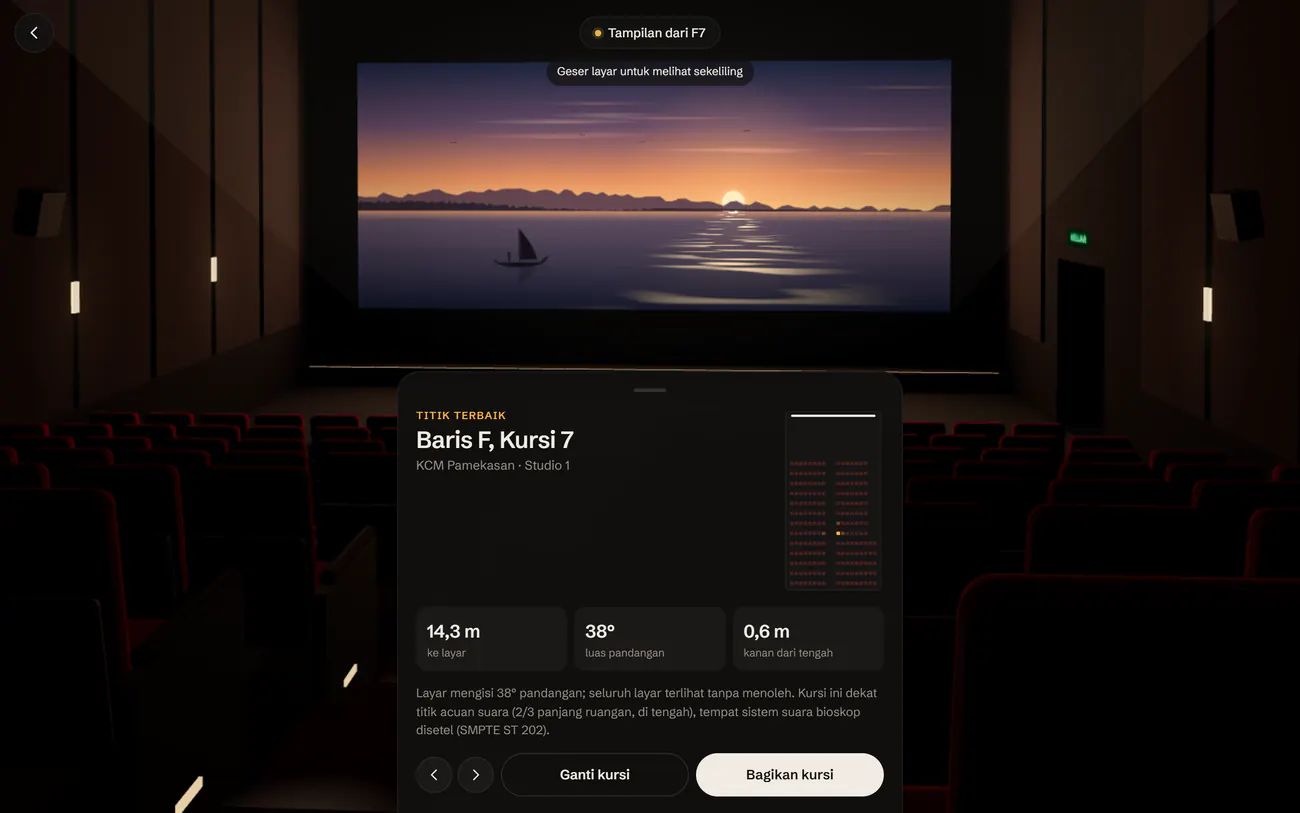 Tampilan dari F7
Geser layar untuk melihat sekeliling
KELUAR
TITIK TERBAIK
Baris F, Kursi 7
KCM Pamekasan · Studio 1
14,3 m
ke layar
38°
luas pandangan
0,6 m
kanan dari tengah
Layar mengisi 38° pandangan; seluruh layar terlihat tanpa menoleh. Kursi ini dekat
titik acuan suara (2/3 panjang ruangan, di tengah), tempat sistem suara bioskop
disetel (SMPTE ST 202).
Ganti kursi
Bagikan kursi